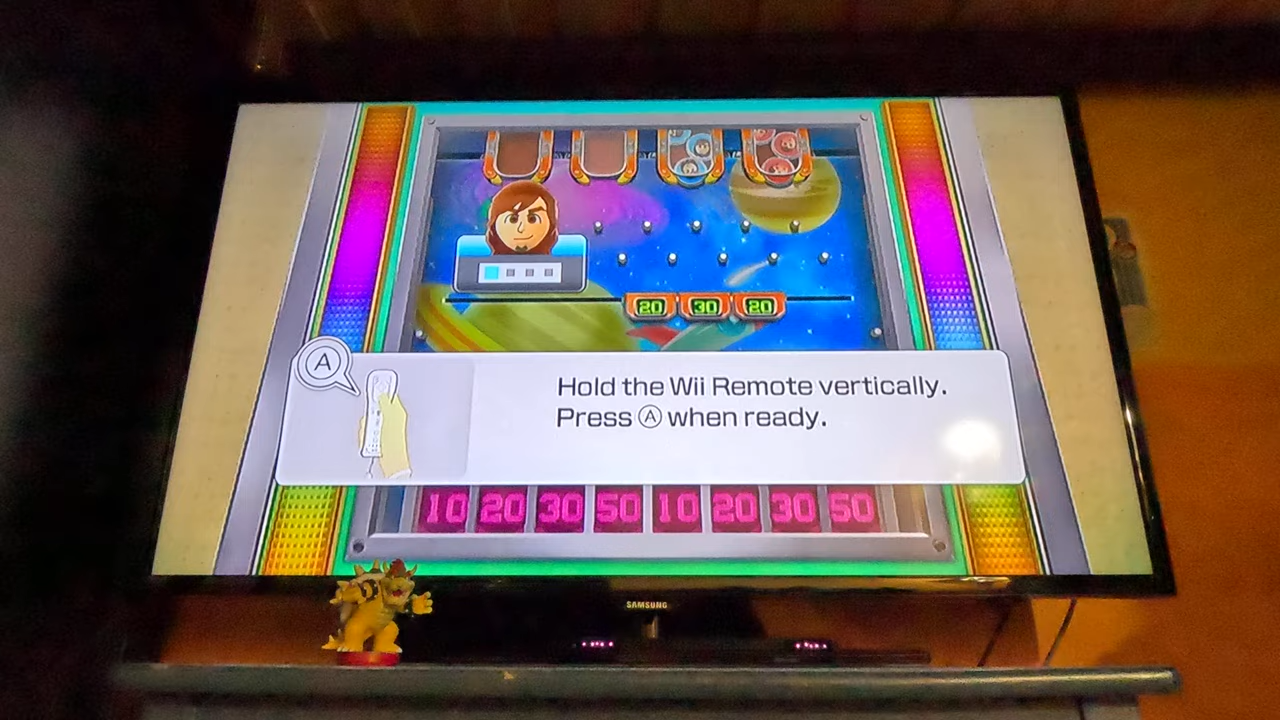 20 30 20
A
Hold the Wii Remote vertically.
Press Ⓐ when ready.
10 20 30 50 10 20 30 50
SAMSUNG